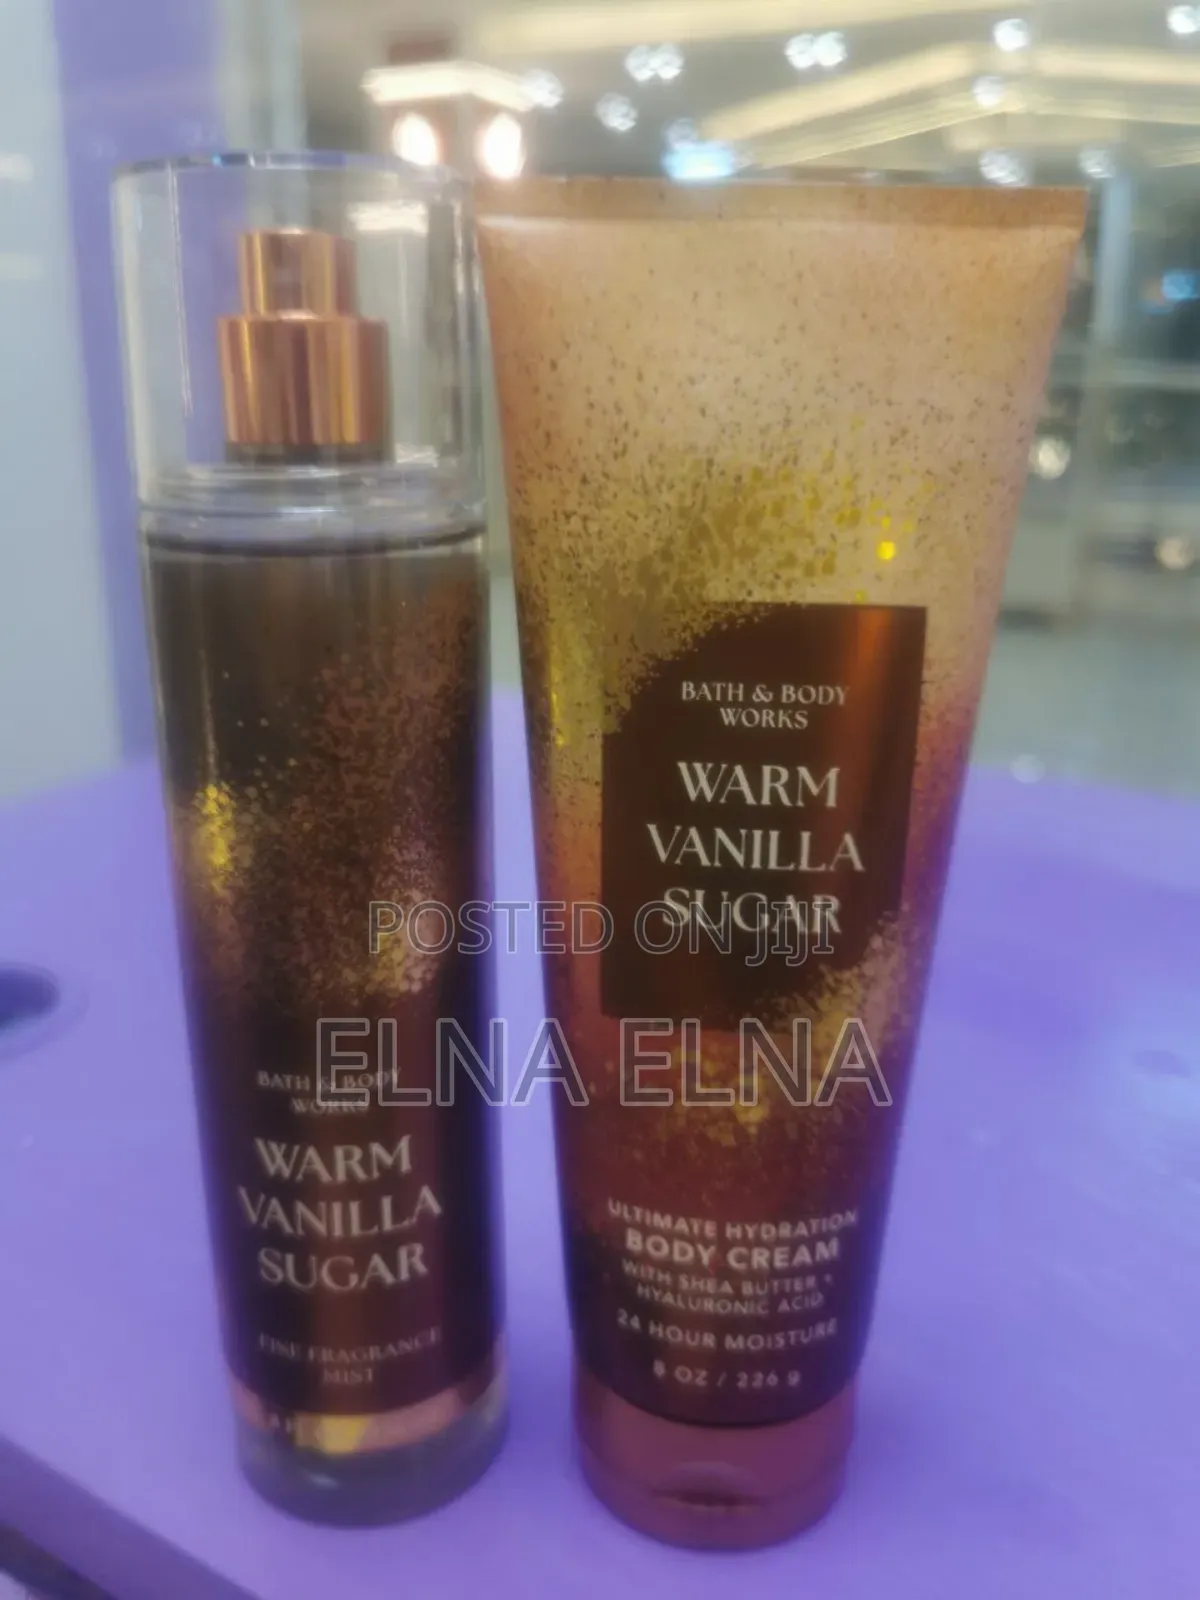 BATH & BODY
WORKS
WARM
VANILLA
SUGAR
FINE FRAGRANCE
MIST
BATH & BODY
WORKS
WARM
VANILLA
SUGAR
ULTIMATE HYDRATION
BODY CREAM
WITH SHEA BUTTER +
HYALURONIC ACID
24 HOUR MOISTURE
8 OZ / 226 g
POSTED ON JIJI
ELNA ELNA